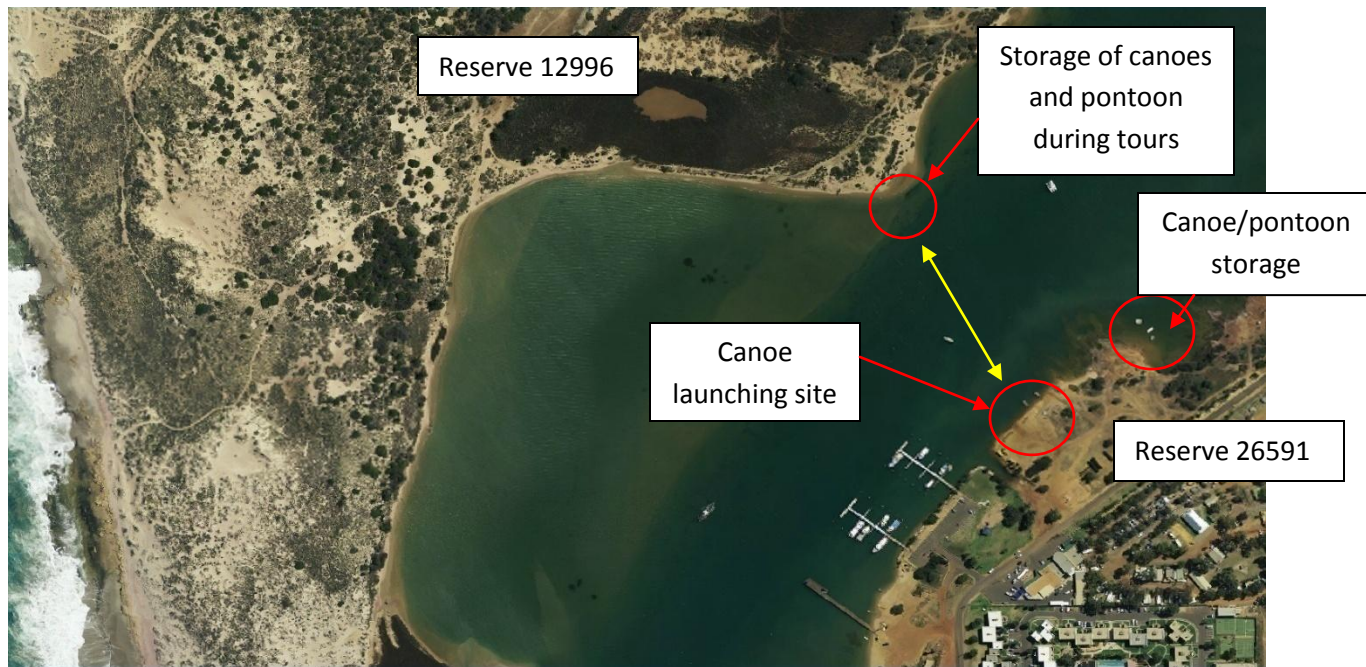 Reserve 12996
Storage of canoes
and pontoon
during tours
Canoe/pontoon
storage
Canoe
launching site
Reserve 26591